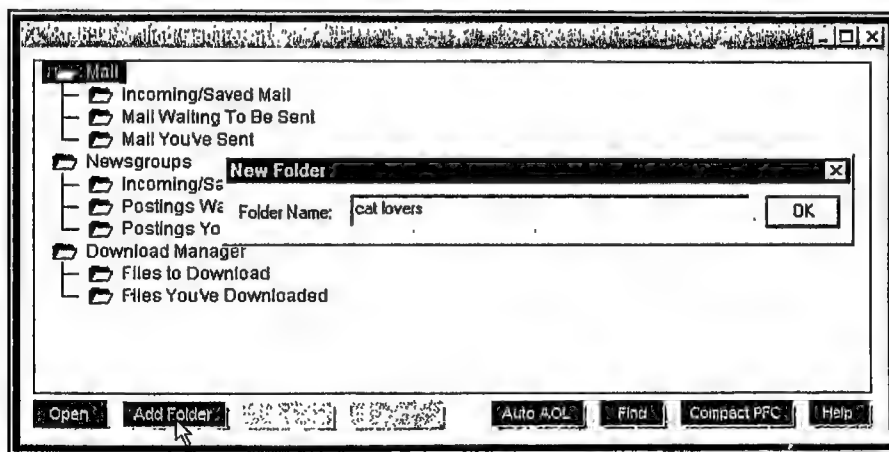 Mail
Incoming/Saved Mail
Mail Waiting To Be Sent
Mail You've Sent
Newsgroups
New Folder
Incoming/Sa
Postings Wa
Folder Name: cat lovers OK
Postings Yo
Download Manager
Files to Download
Files You've Downloaded
Open Add Folder Auto AOL Find Compact PFC Help